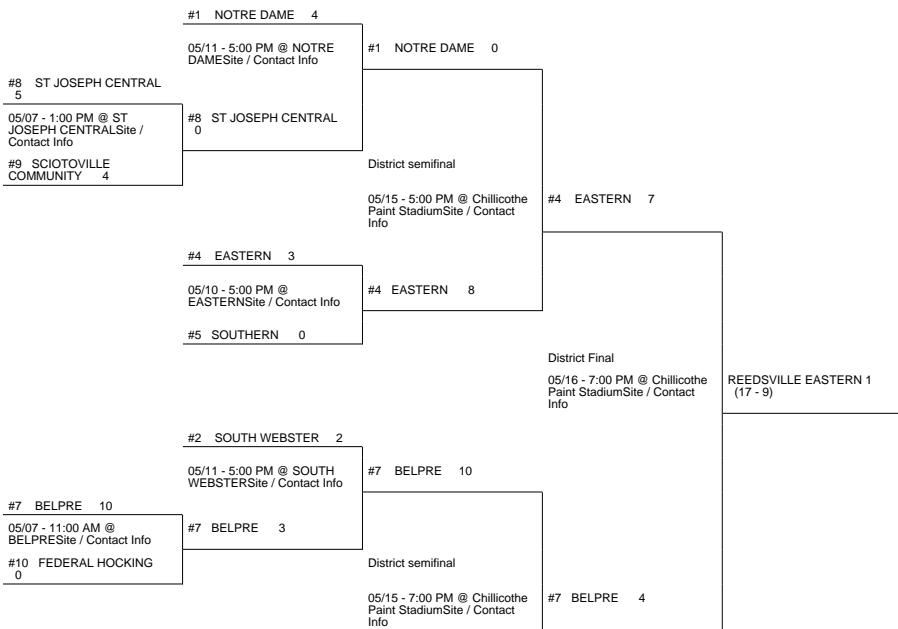 #1 NOTRE DAME 4
05/11 - 5:00 PM @ NOTRE
DAMESite / Contact Info
#1 NOTRE DAME 0
#8 ST JOSEPH CENTRAL
5
05/07 - 1:00 PM @ ST
JOSEPH CENTRALSite /
Contact Info
#8 ST JOSEPH CENTRAL
0
#9 SCIOTOVILLE
COMMUNITY 4
District semifinal
05/15 - 5:00 PM @ Chillicothe
Paint StadiumSite / Contact
Info
#4 EASTERN 7
#4 EASTERN 3
05/10 - 5:00 PM @
EASTERNSite / Contact Info
#4 EASTERN 8
#5 SOUTHERN 0
District Final
05/16 - 7:00 PM @ Chillicothe
Paint StadiumSite / Contact
Info
REEDSVILLE EASTERN 1
(17 - 9)
#2 SOUTH WEBSTER 2
05/11 - 5:00 PM @ SOUTH
WEBSTERSite / Contact Info
#7 BELPRE 10
#7 BELPRE 10
05/07 - 11:00 AM @
BELPRESite / Contact Info
#7 BELPRE 3
#10 FEDERAL HOCKING
0
District semifinal
05/15 - 7:00 PM @ Chillicothe
Paint StadiumSite / Contact
Info
#7 BELPRE 4